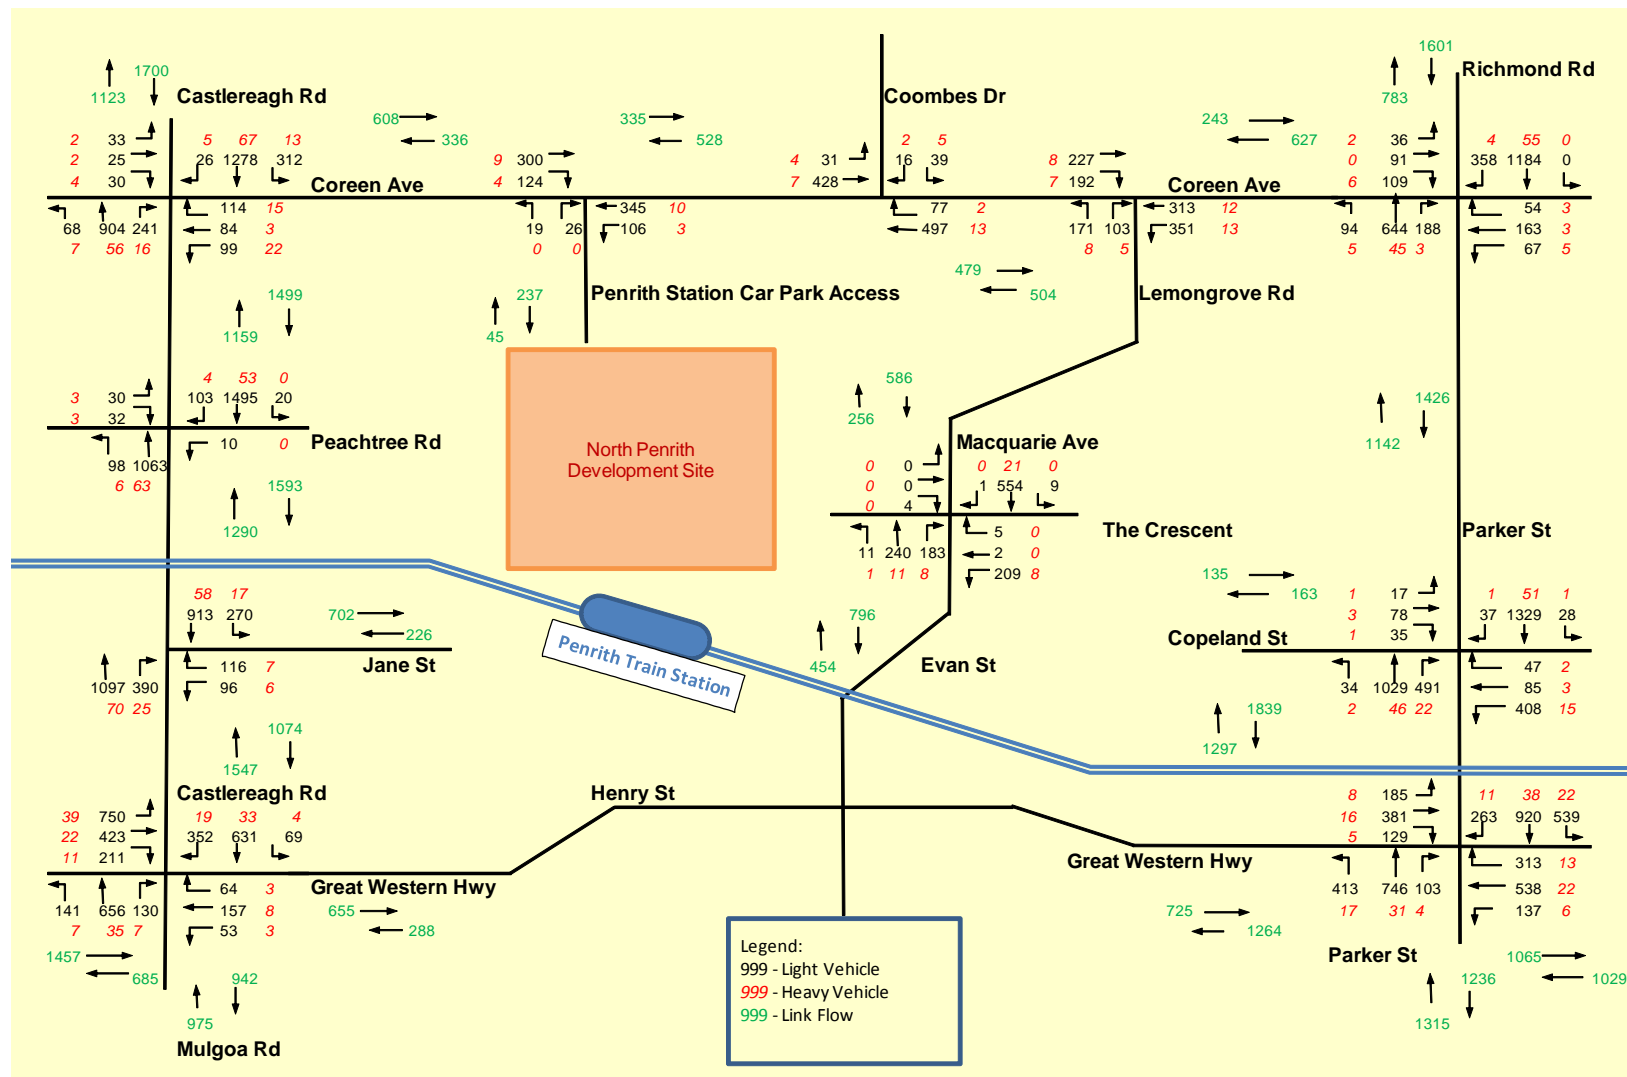 1601
1700
Richmond Rd
1123
Castlereagh Rd
Coombes Dr
783
608
335
243
336
528
627
2 33
5 67 13
2 5
2 36
4 55 0
2 25
26 1278 312
9 300
4 31
16 39
8 227
0 91
358 1184 0
4 30
Coreen Ave
4 124
7 428
7 192
Coreen Ave
6 109
68 904 241
7 56 16
114 15
84 3
99 22
19 26
0 0
345 10
106 3
77 2
497 13
171 103
8 5
313 12
351 13
94 644 188
5 45 3
54 3
163 3
67 5
479
504
1499
1159
237
45
Penrith Station Car Park Access
Lemongrove Rd
North Penrith
Development Site
586
256
1426
1142
3 30
3 32
4 53 0
103 1495 20
Peachtree Rd
10 0
98 1063
6 63
Macquarie Ave
0 0
0 0
0 4
0 21 0
1 554 9
1593
1290
The Crescent
Parker St
11 240 183
1 11 8
5 0
2 0
209 8
58 17
913 270
702
226
Jane St
Penrith Train Station
796
454
Evan St
135
163
Copeland St
1 17
3 78
1 35
1 51 1
37 1329 28
1097 390
70 25
116 7
96 6
34 1029 491
2 46 22
47 2
85 3
408 15
1074
1547
1839
1297
Castlereagh Rd
Henry St
39 750
22 423
11 211
19 33 4
352 631 69
8 185
16 381
5 129
11 38 22
263 920 539
Great Western Hwy
Great Western Hwy
141 656 130
7 35 7
64 3
157 8
53 3
655
288
413 746 103
17 31 4
313 13
538 22
137 6
725
1264
1457
685
Parker St
1065
1029
942
975
1236
1315
Mulgoa Rd
Legend:
999 - Light Vehicle
999 - Heavy Vehicle
999 - Link Flow